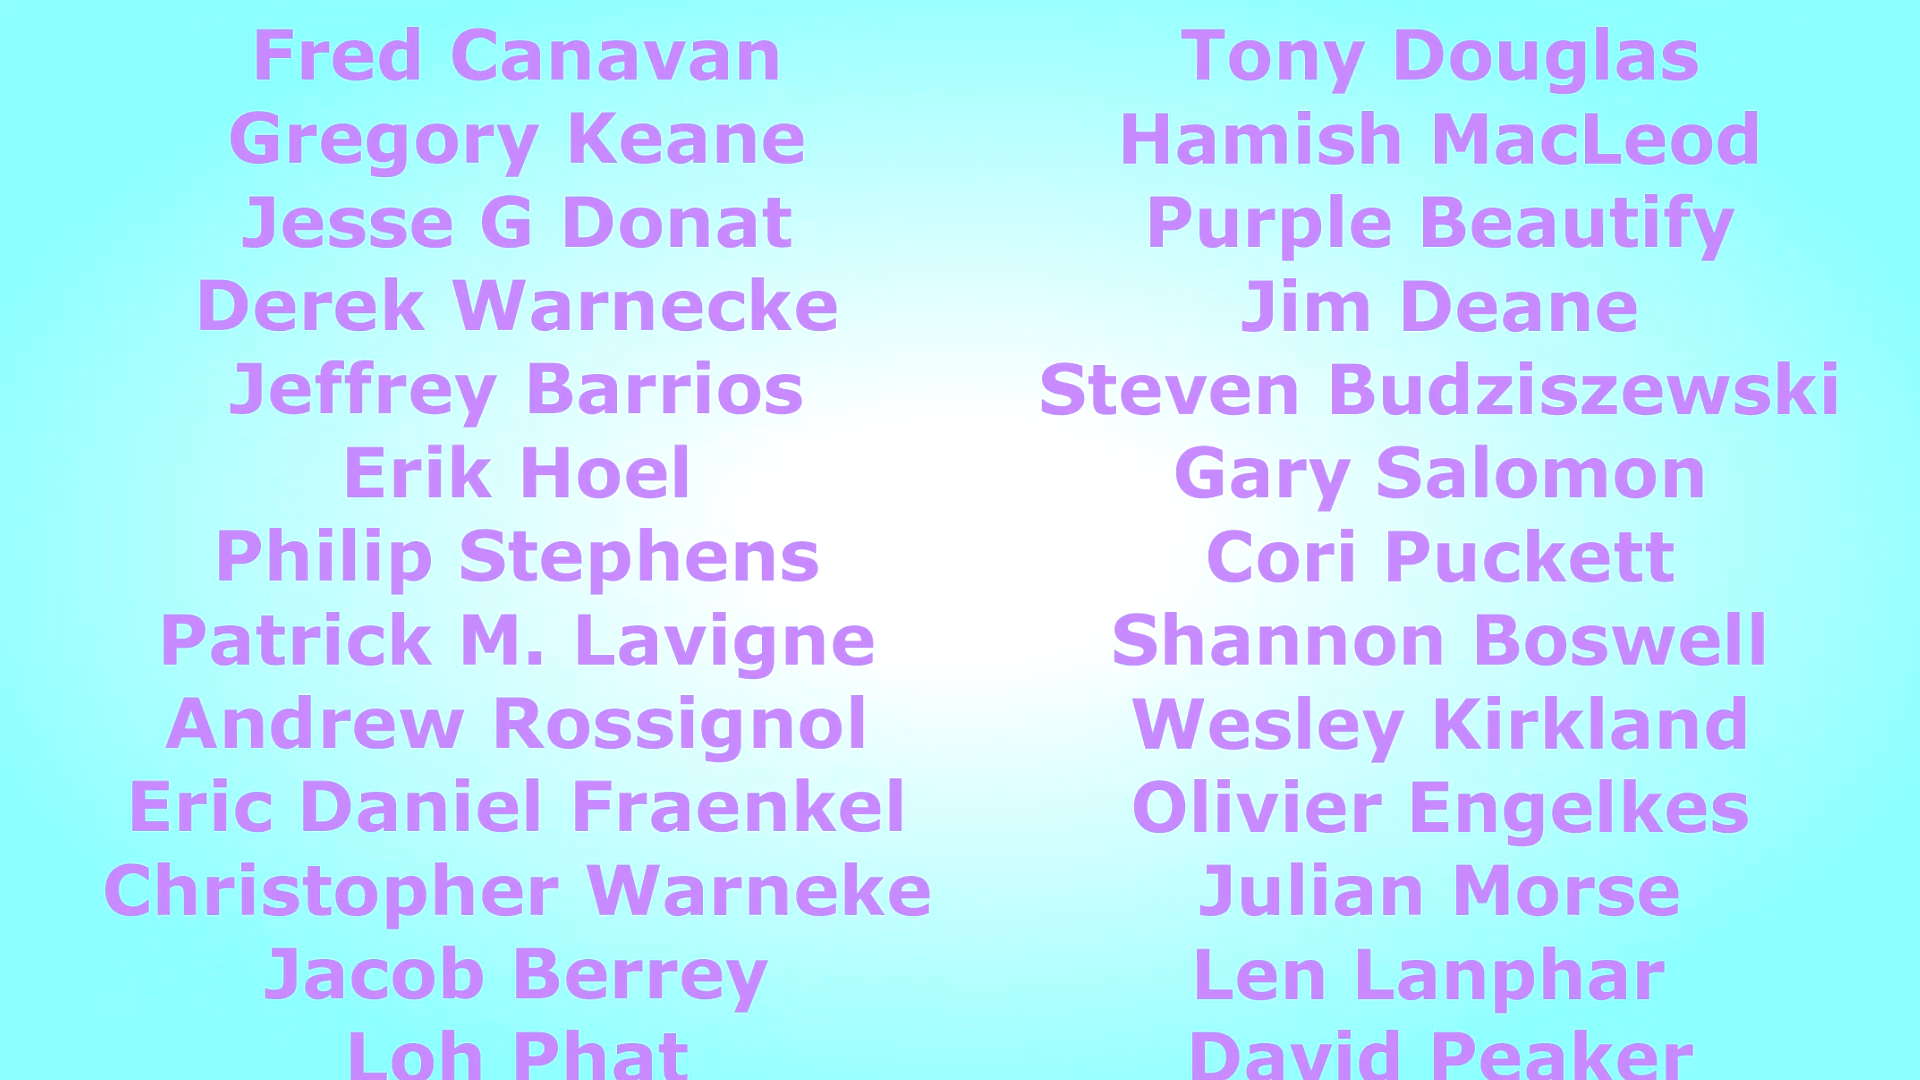 Fred Canavan
Gregory Keane
Jesse G Donat
Derek Warnecke
Jeffrey Barrios
Erik Hoel
Philip Stephens
Patrick M. Lavigne
Andrew Rossignol
Eric Daniel Fraenkel
Christopher Warneke
Jacob Berrey
Loh Phat
Tony Douglas
Hamish MacLeod
Purple Beautify
Jim Deane
Steven Budziszewski
Gary Salomon
Cori Puckett
Shannon Boswell
Wesley Kirkland
Olivier Engelkes
Julian Morse
Len Lanphar
David Peaker